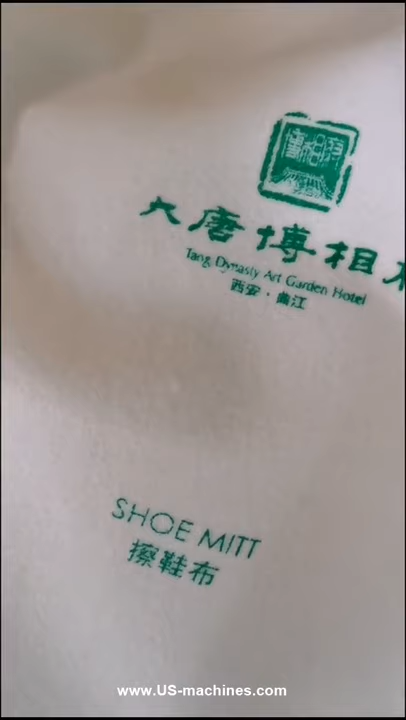 大唐博相
Tang Dynasty Art Garden Hotel
西安·曲江
SHOE MITT
擦鞋布
www.US-machines.com